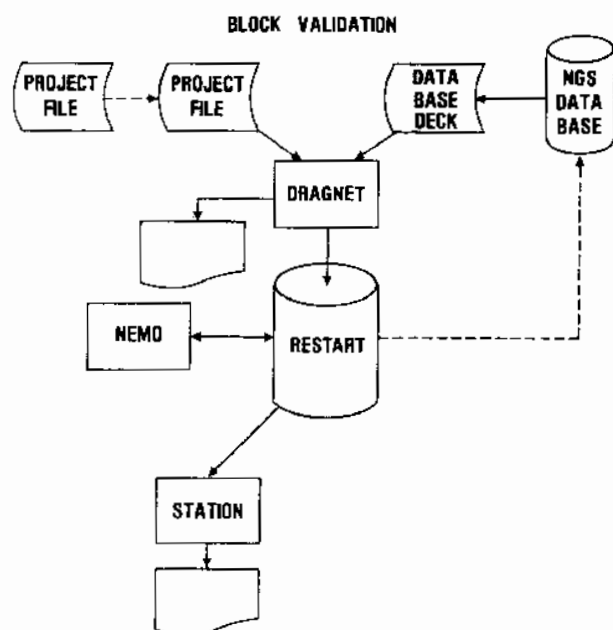 BLOCK VALIDATION
PROJECT
FILE
PROJECT
FILE
DATA
BASE
DECK
NGS
DATA
BASE
DRAGNET
NEMO
RESTART
STATION